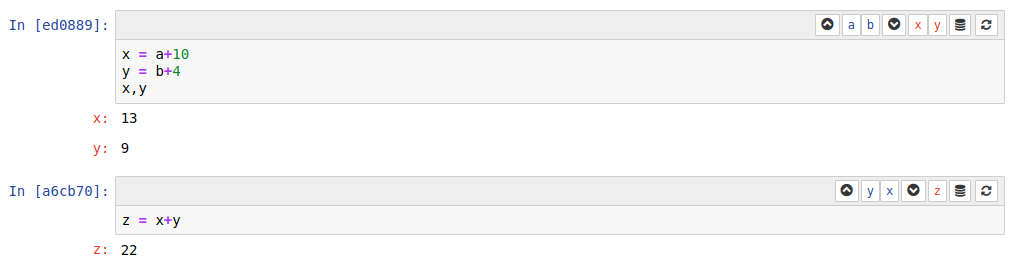 In [ed0889]: a b x y
x = a+10
y = b+4
x,y
x: 13
y: 9
In [a6cb70]: y x z
z = x+y
z: 22